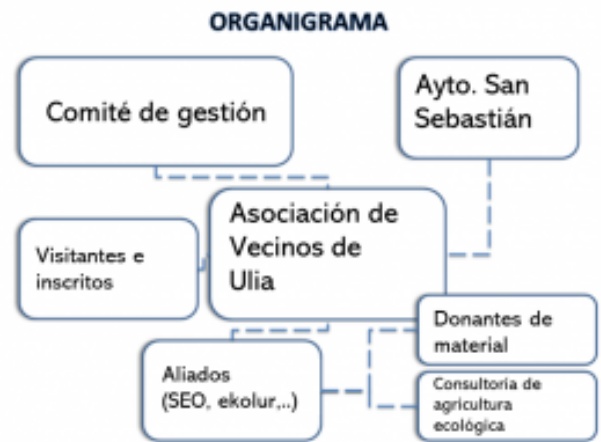 ORGANIGRAMA
Comité de gestión
Ayto. San
Sebastián
Asociación de
Vecinos de
Ulia
Visitantes e
inscritos
Donantes de
material
Aliados
(SEO, ekolur,..)
Consultoria de
agricultura
ecológica